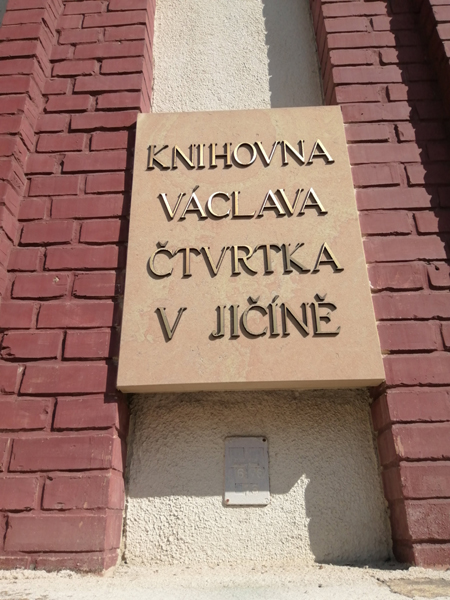 KNIHOVNA
VÁCLAVA
ČTVRTKA
V JIČÍNĚ